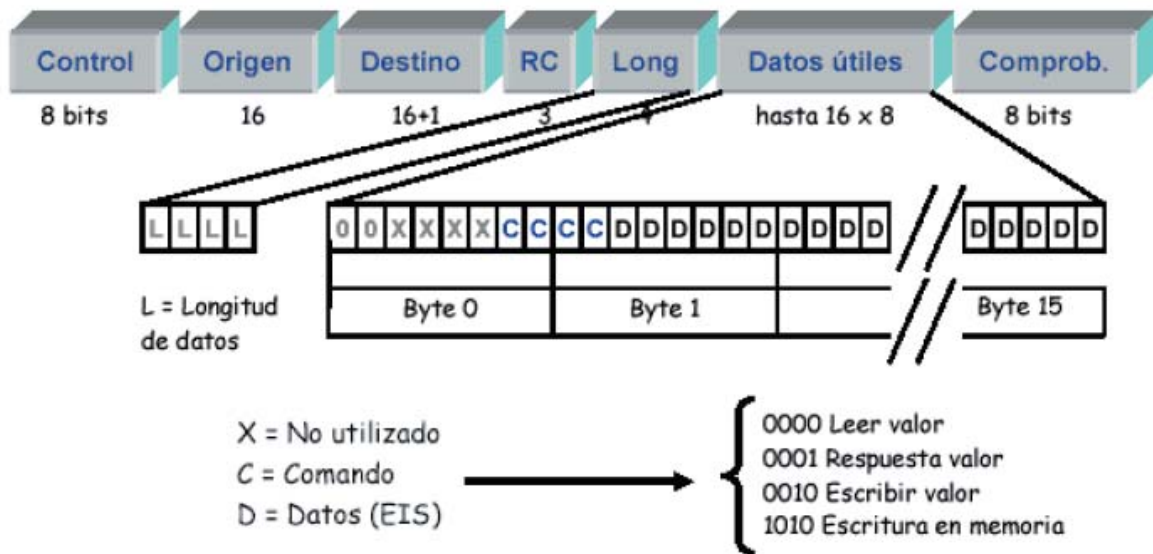 Control Origen Destino RC Long Datos útiles Comprob.
8 bits 16 16+1 3 4 hasta 16 x 8 8 bits
L L L L 0 0 X X X X C C C C D D D D D D D D D D D D D D D
L = Longitud
de datos
Byte 0 Byte 1 Byte 15
X = No utilizado
C = Comando
D = Datos (EIS)
0000 Leer valor
0001 Respuesta valor
0010 Escribir valor
1010 Escritura en memoria